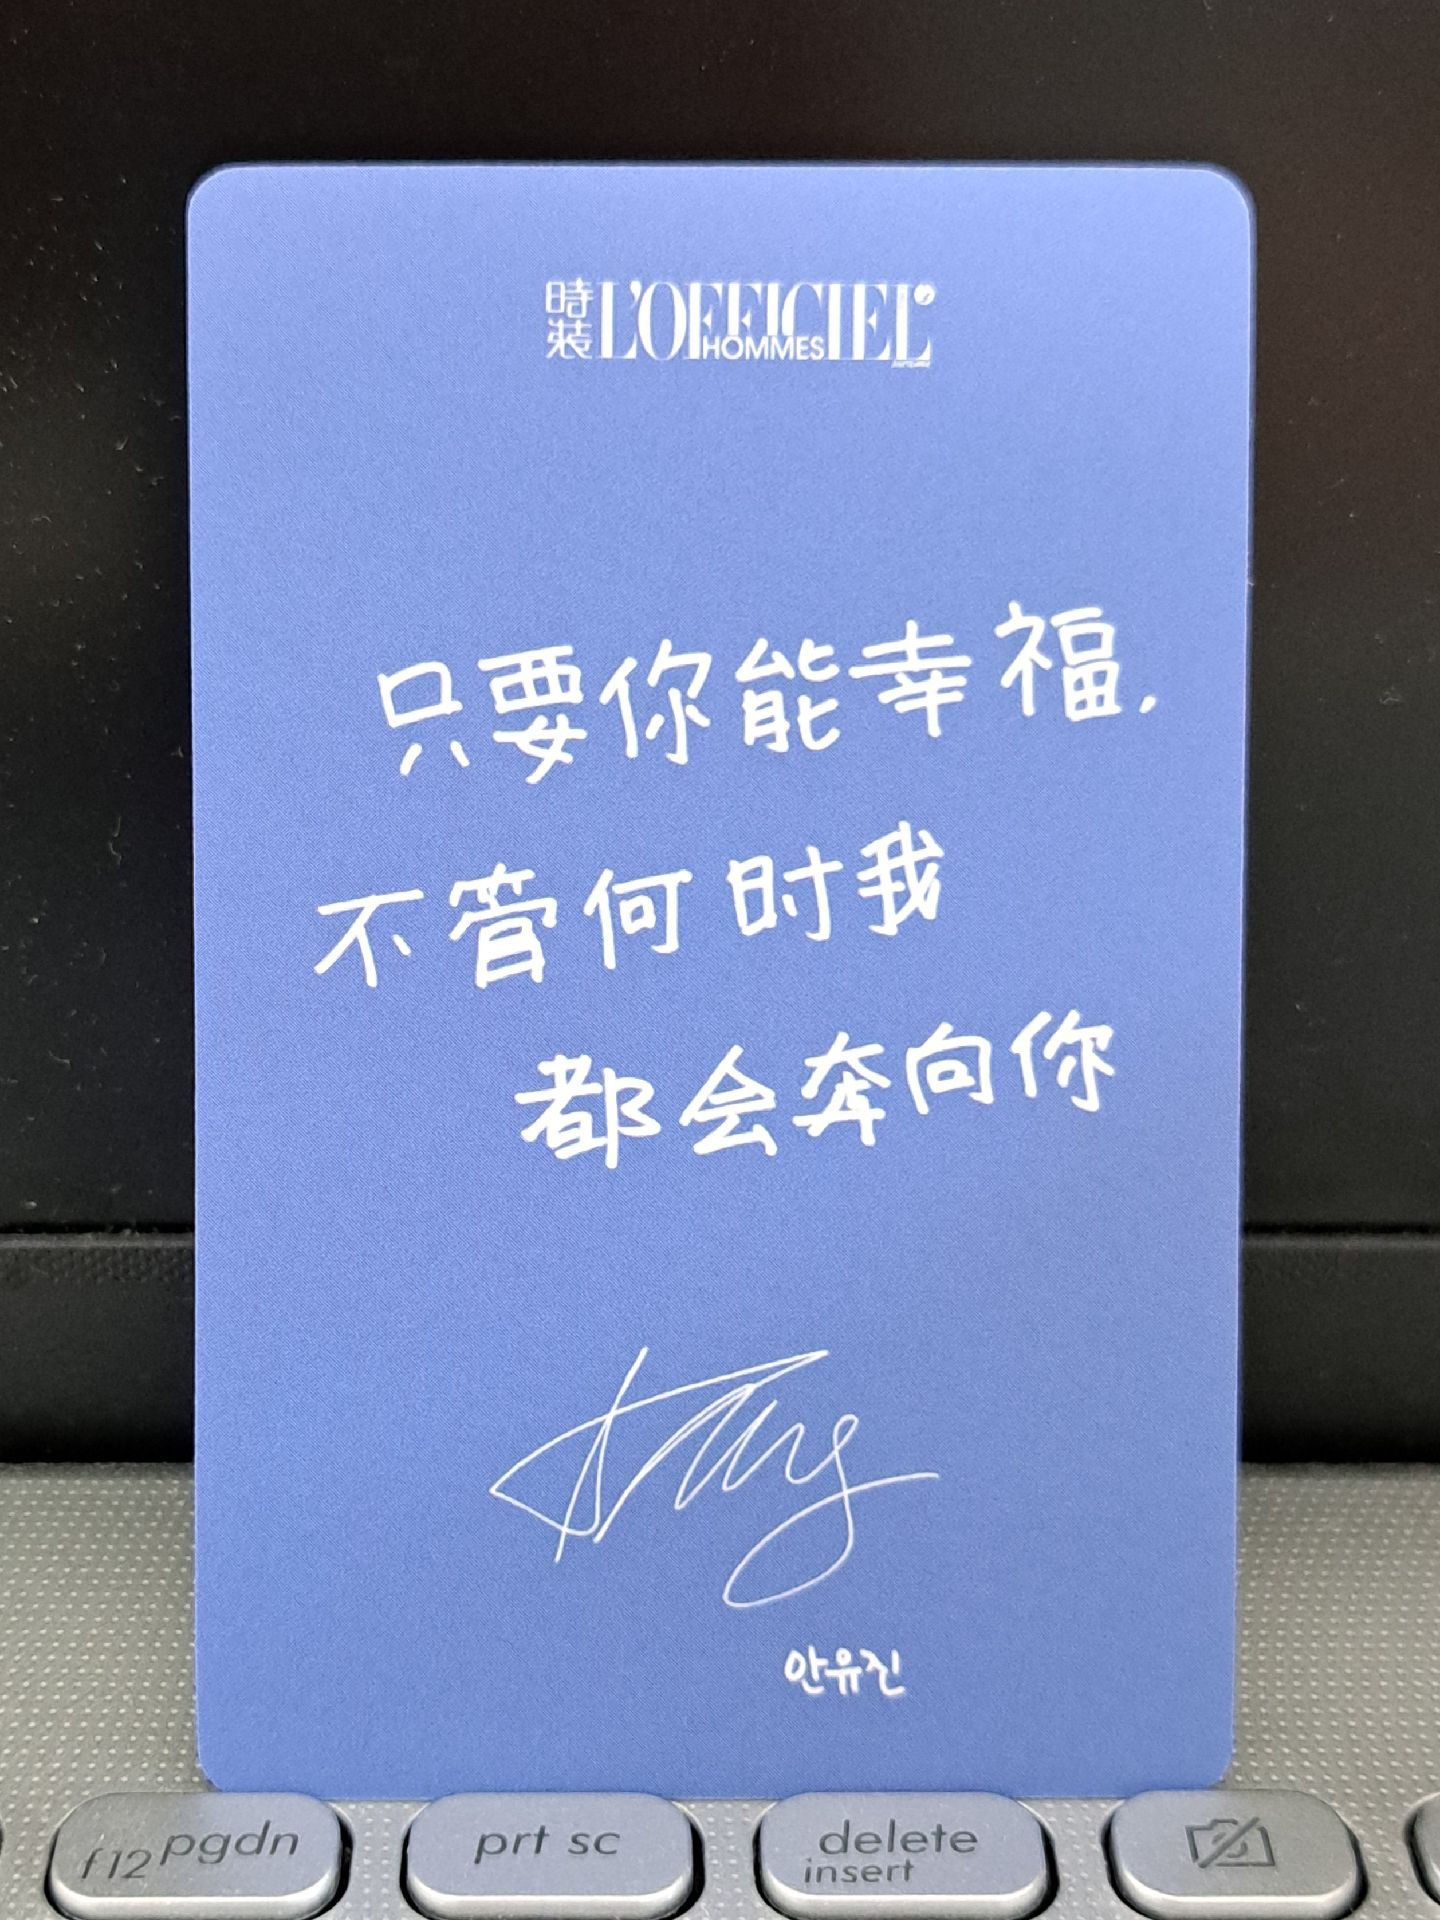 時装 L'OFFICIEL
HOMMES
只要你能幸福,
不管何时我
都会奔向你
안유진
f12 pgdn
prt sc
delete
insert